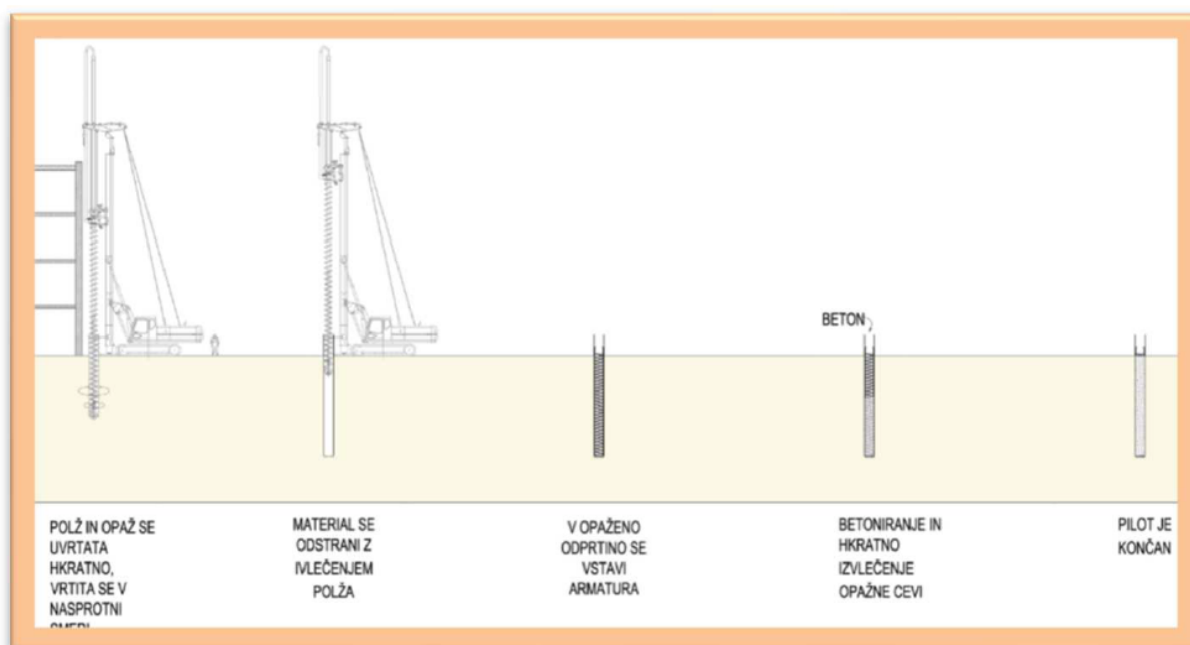 BETON
POLŽ IN OPAŽ SE
UVRTATA
HKRATNO,
VRTITA SE V
NASPROTNI
SMERI
MATERIAL SE
ODSTRANI Z
IVLEČENJEM
POLŽA
V OPAŽENO
ODPRTINO SE
VSTAVI
ARMATURA
BETONIRANJE IN
HKRATNO
IZVLEČENJE
OPAŽNE CEVI
PILOT JE
KONČAN